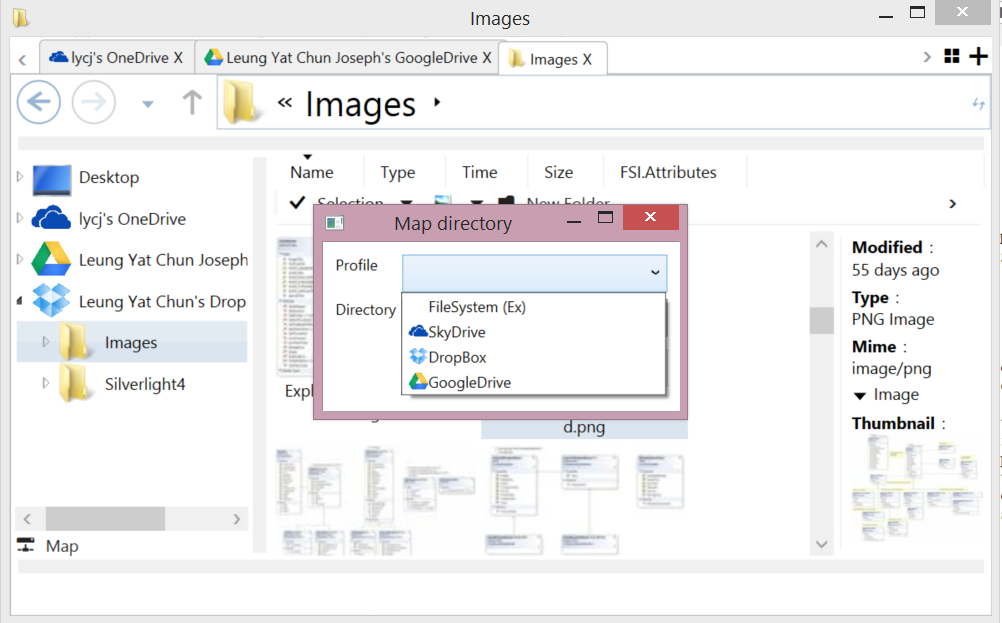 Images
lycj's OneDrive X
Leung Yat Chun Joseph's GoogleDrive X
Images X
« Images
Desktop
lycj's OneDrive
Leung Yat Chun Joseph
Leung Yat Chun's Drop
Images
Silverlight4
Map
Name Type Time Size FSI.Attributes
Selection New Folder
Map directory
Profile
Directory
FileSystem (Ex)
SkyDrive
DropBox
GoogleDrive
Expl
d.png
Modified :
55 days ago
Type :
PNG Image
Mime :
image/png
Image
Thumbnail :